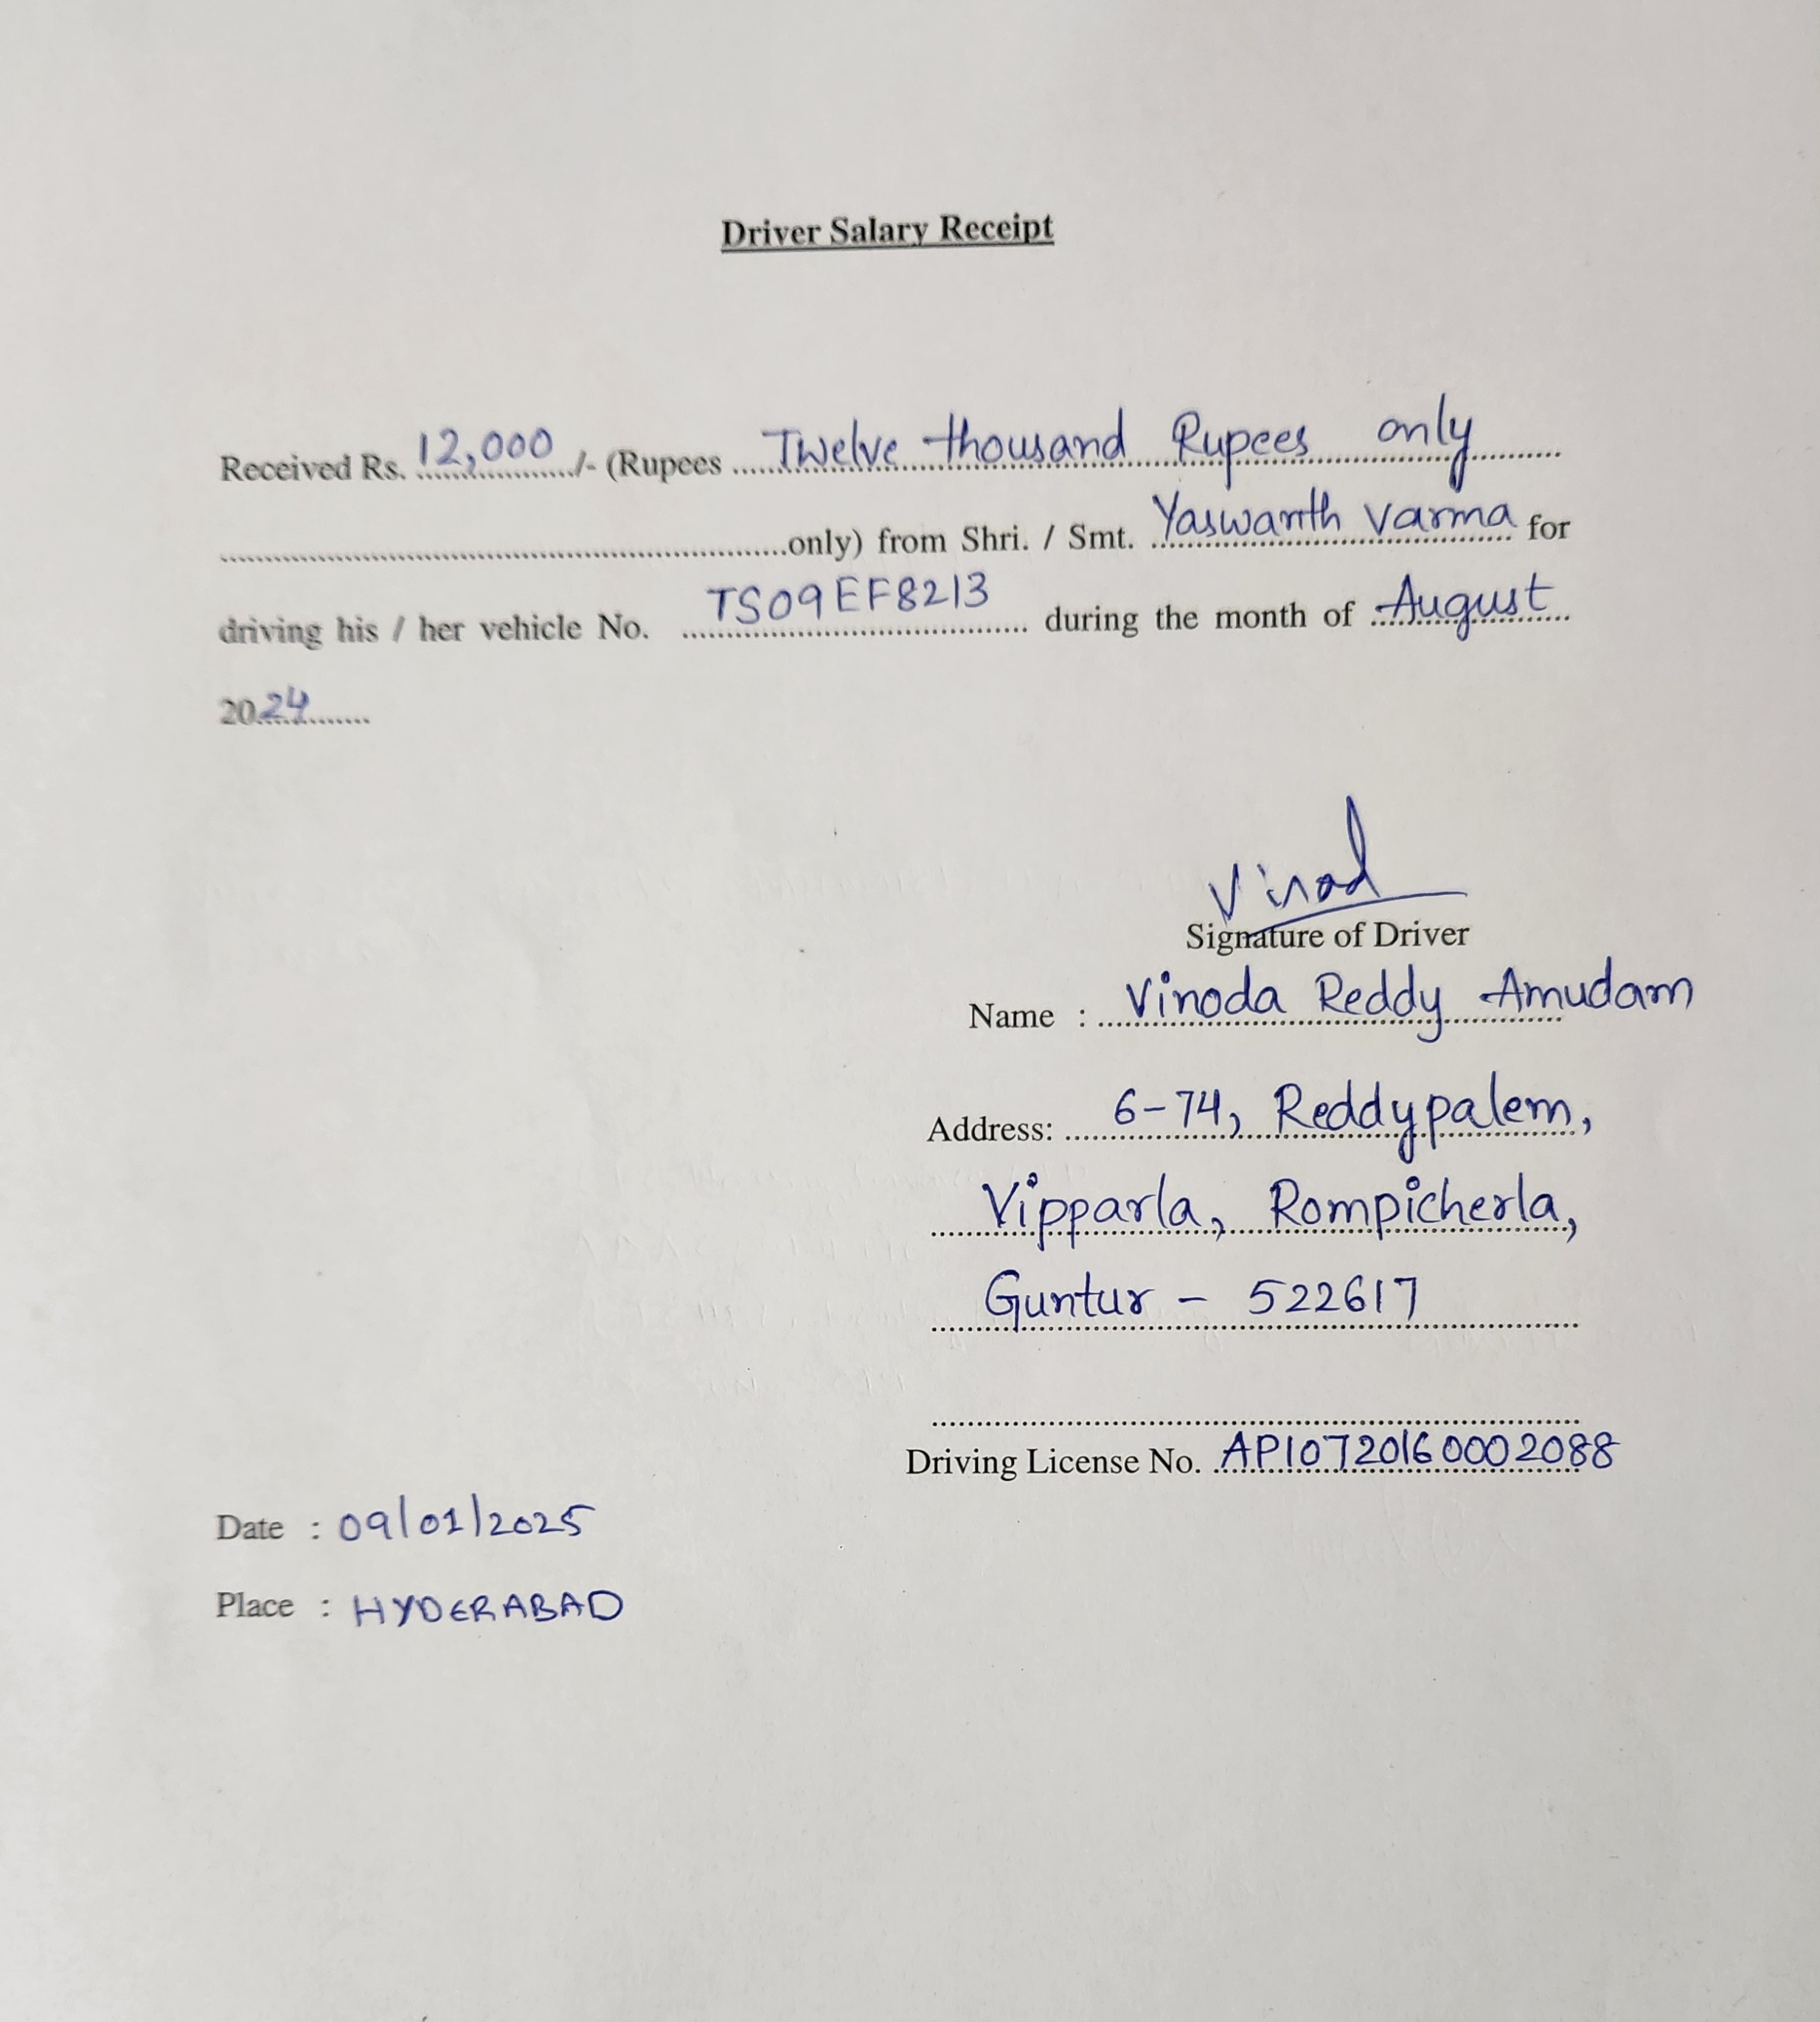 Driver Salary Receipt
Received Rs. 12,000 /- (Rupees Twelve thousand Rupees only
only) from Shri. / Smt. Yaswanth Varma for
driving his / her vehicle No. TS09EF8213 during the month of August
2024
Vinod
Signature of Driver
Name : Vinoda Reddy Amudam
Address: 6-74, Reddypalem,
Vipparla, Rompicherla,
Guntur - 522617
Driving License No. AP10720160002088
Date : 09/01/2025
Place : HYDERABAD